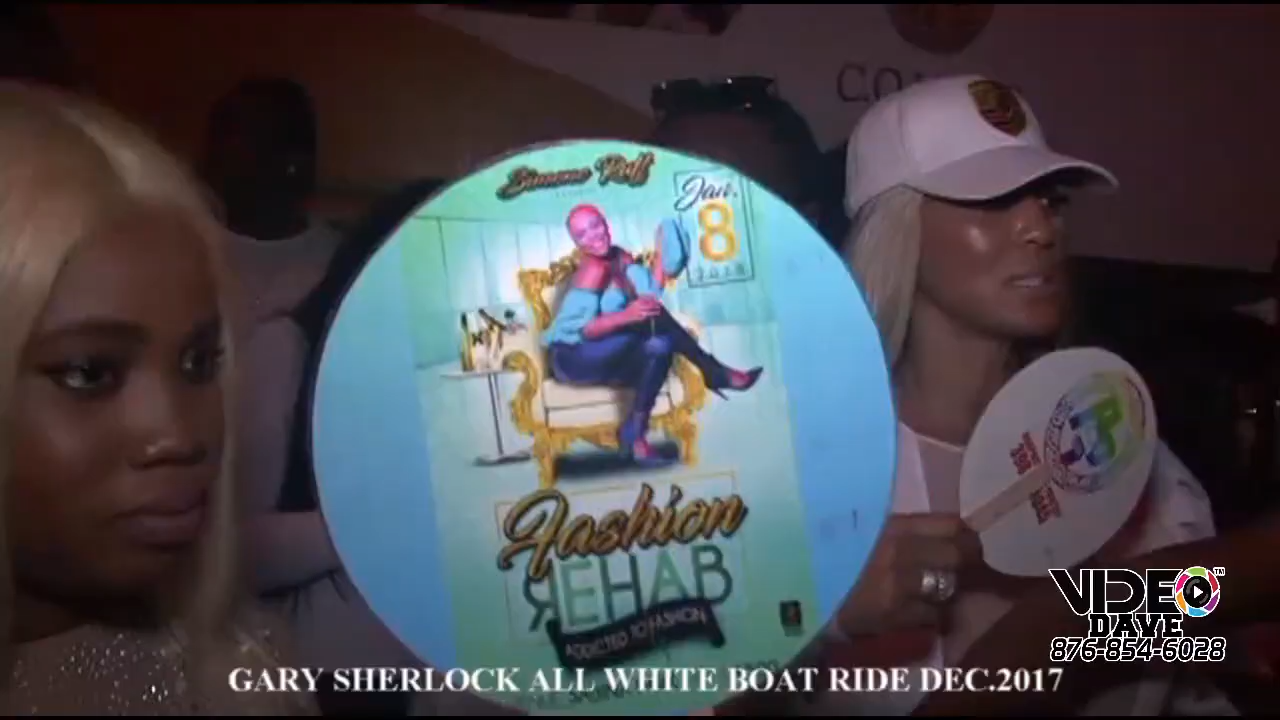 C.O.
Simone Ruff
Jan.
8
2018
Fashion
REHAB
ADDICTED TO FASHION
GARY SHERLOCK ALL WHITE BOAT RIDE DEC.2017
VIDEO
DAVE
876-854-6028